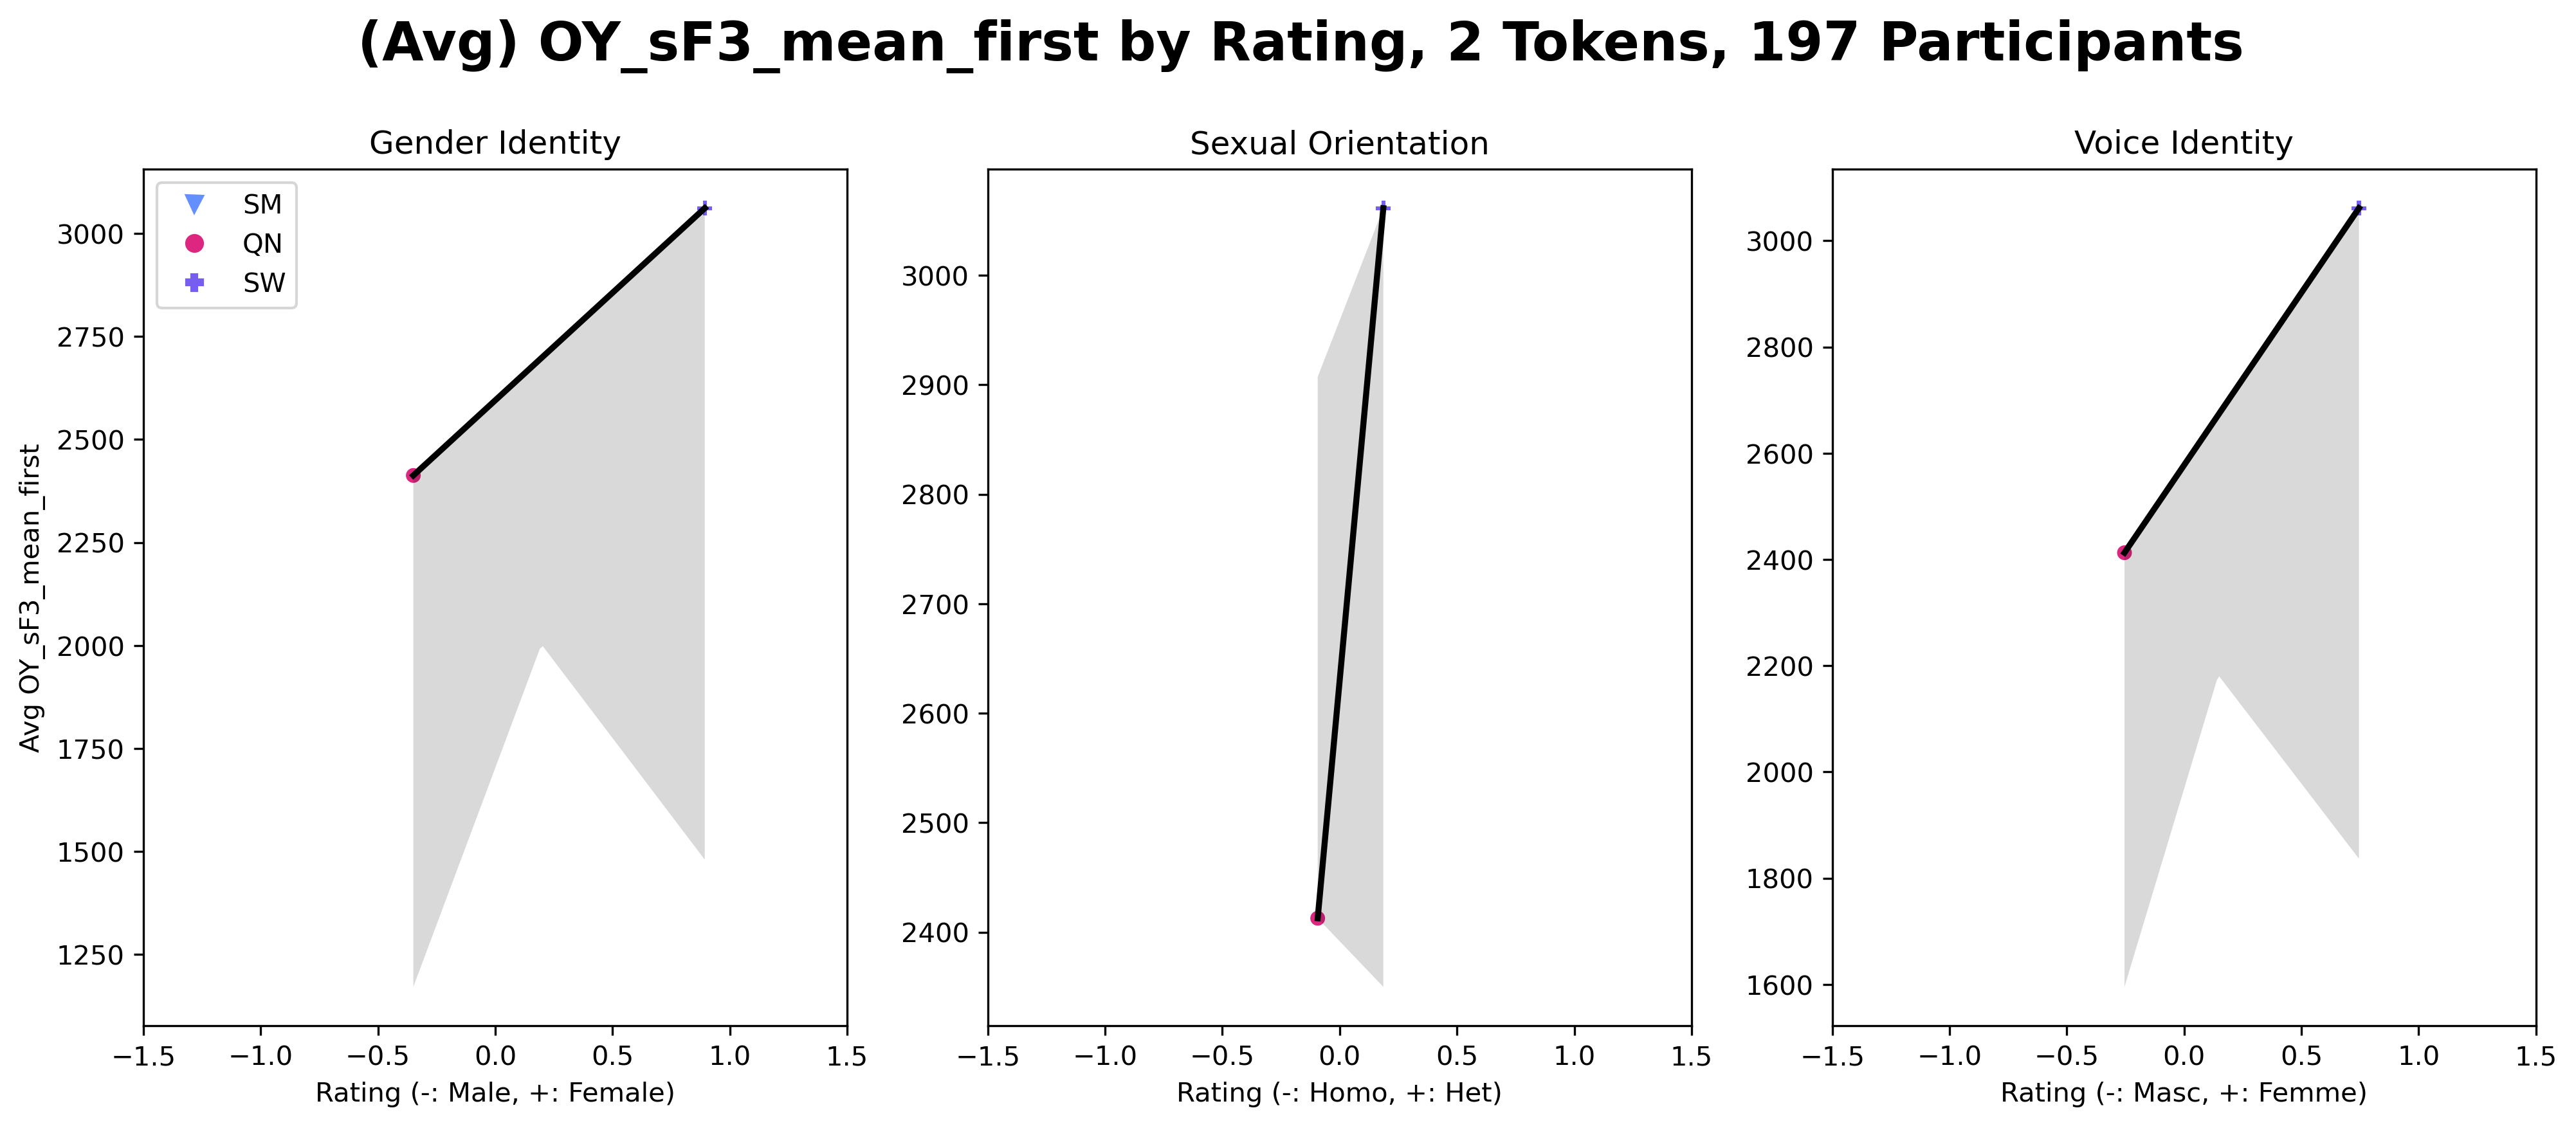 (Avg) OY_sF3_mean_first by Rating, 2 Tokens, 197 Participants
Gender Identity
SM
QN
SW
3000
2750
2500
2250
2000
1750
1500
1250
Avg OY_sF3_mean_first
−1.5 −1.0 −0.5 0.0 0.5 1.0 1.5
Rating (-: Male, +: Female)
Sexual Orientation
3000
2900
2800
2700
2600
2500
2400
−1.5 −1.0 −0.5 0.0 0.5 1.0 1.5
Rating (-: Homo, +: Het)
Voice Identity
3000
2800
2600
2400
2200
2000
1800
1600
−1.5 −1.0 −0.5 0.0 0.5 1.0 1.5
Rating (-: Masc, +: Femme)